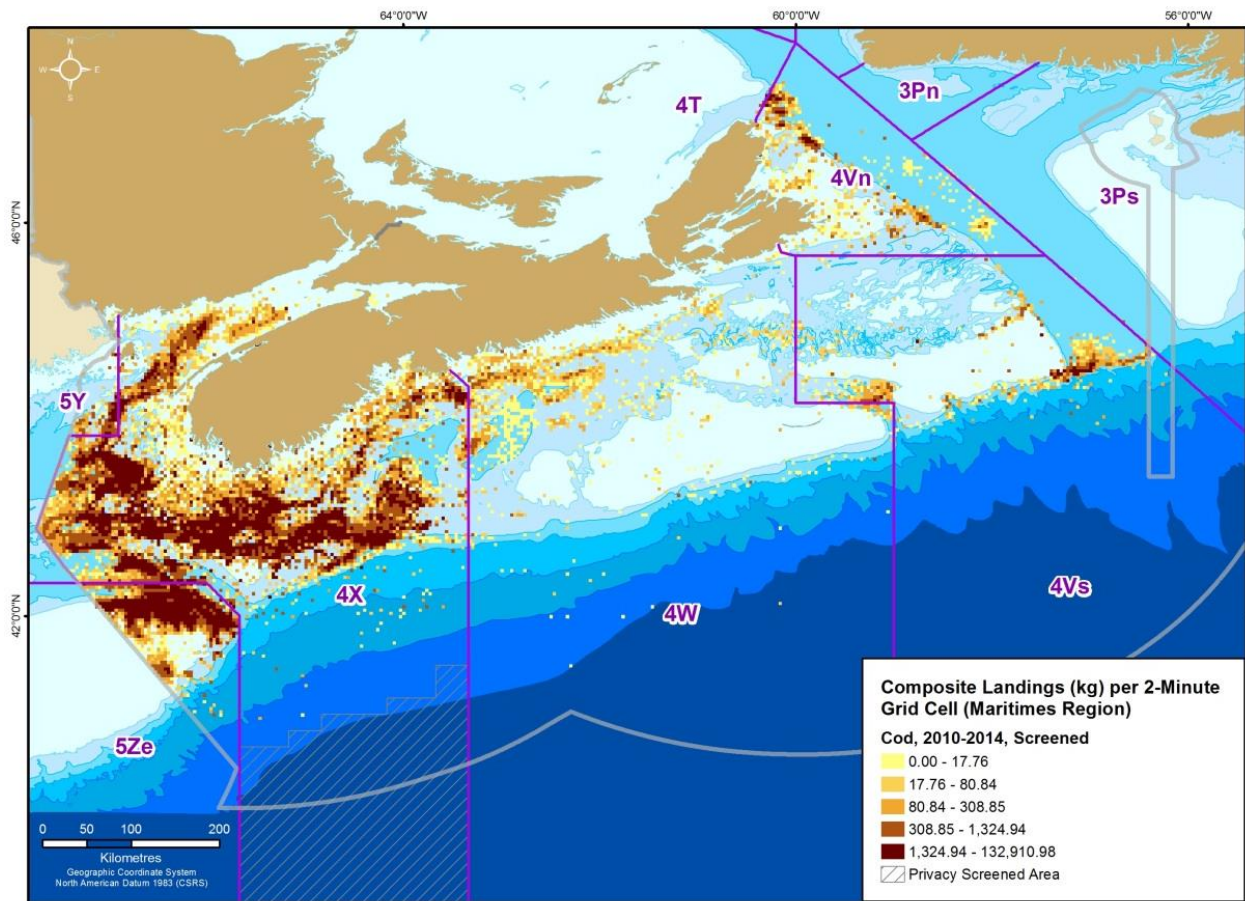 64°0'0"W 60°0'0"W 56°0'0"W
N
W E
S
4T
3Pn
4Vn
3Ps
46°0'0"N
5Y
42°0'0"N
4X
4W
4Vs
5Ze
0 50 100 200
Kilometres
Geographic Coordinate System
North American Datum 1983 (CSRS)
Composite Landings (kg) per 2-Minute
Grid Cell (Maritimes Region)
Cod, 2010-2014, Screened
0.00 - 17.76
17.76 - 80.84
80.84 - 308.85
308.85 - 1,324.94
1,324.94 - 132,910.98
Privacy Screened Area